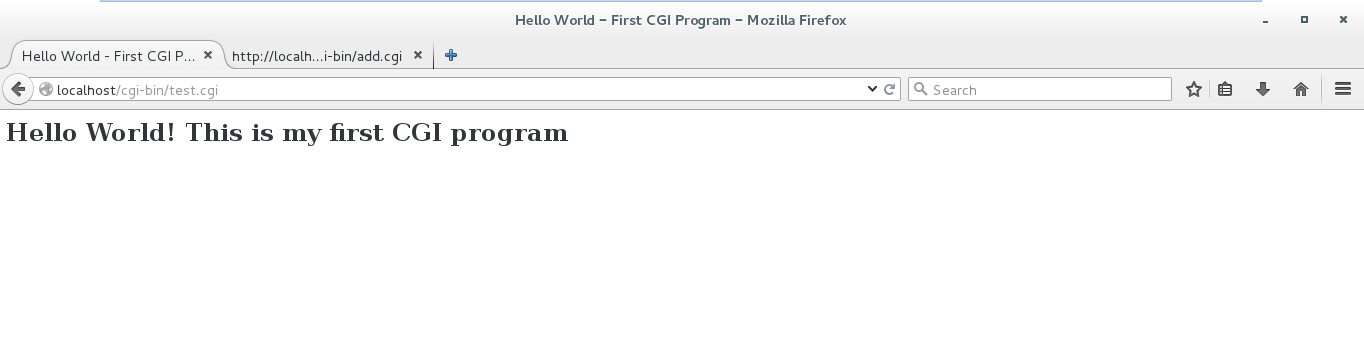 Hello World – First CGI Program – Mozilla Firefox
Hello World - First CGI P...
http://localh...i-bin/add.cgi
localhost/cgi-bin/test.cgi
Search
Hello World! This is my first CGI program